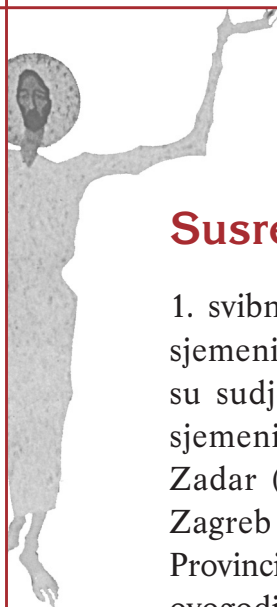 Susre
1. svibn
sjemeni
su sudj
sjemeni
Zadar (
Zagreb
Provinci